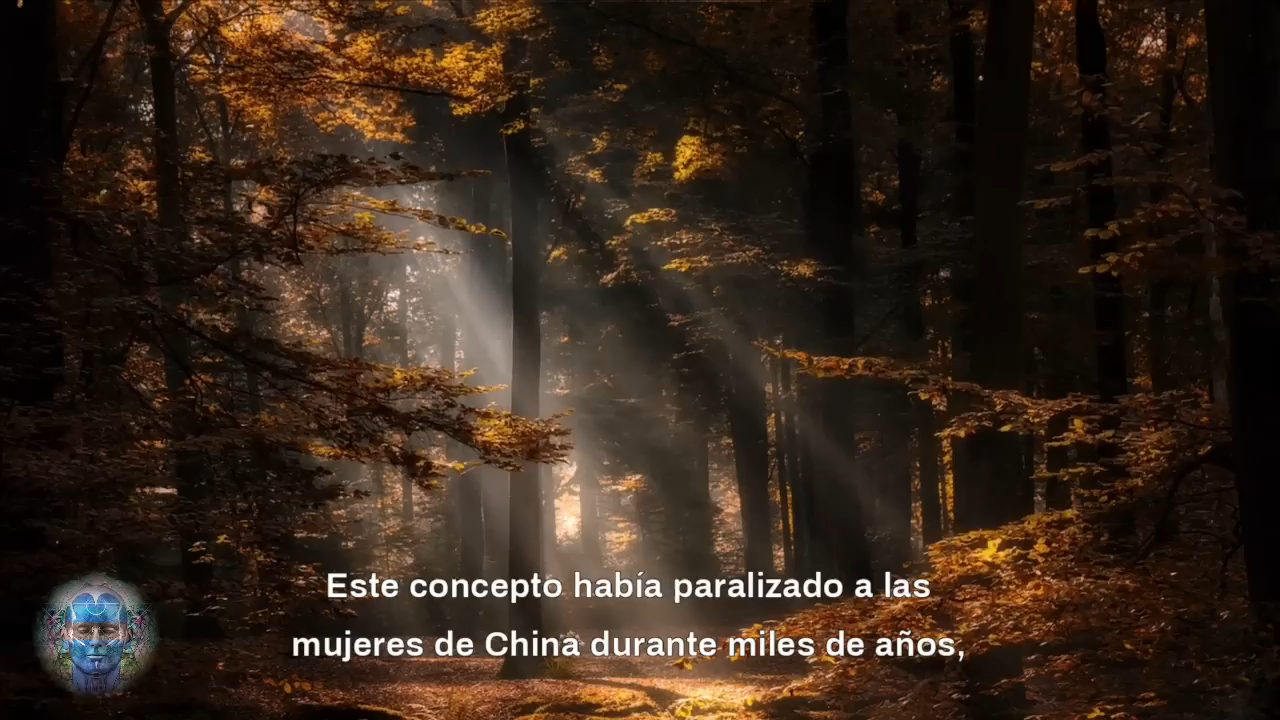 Este concepto había paralizado a las
mujeres de China durante miles de años,